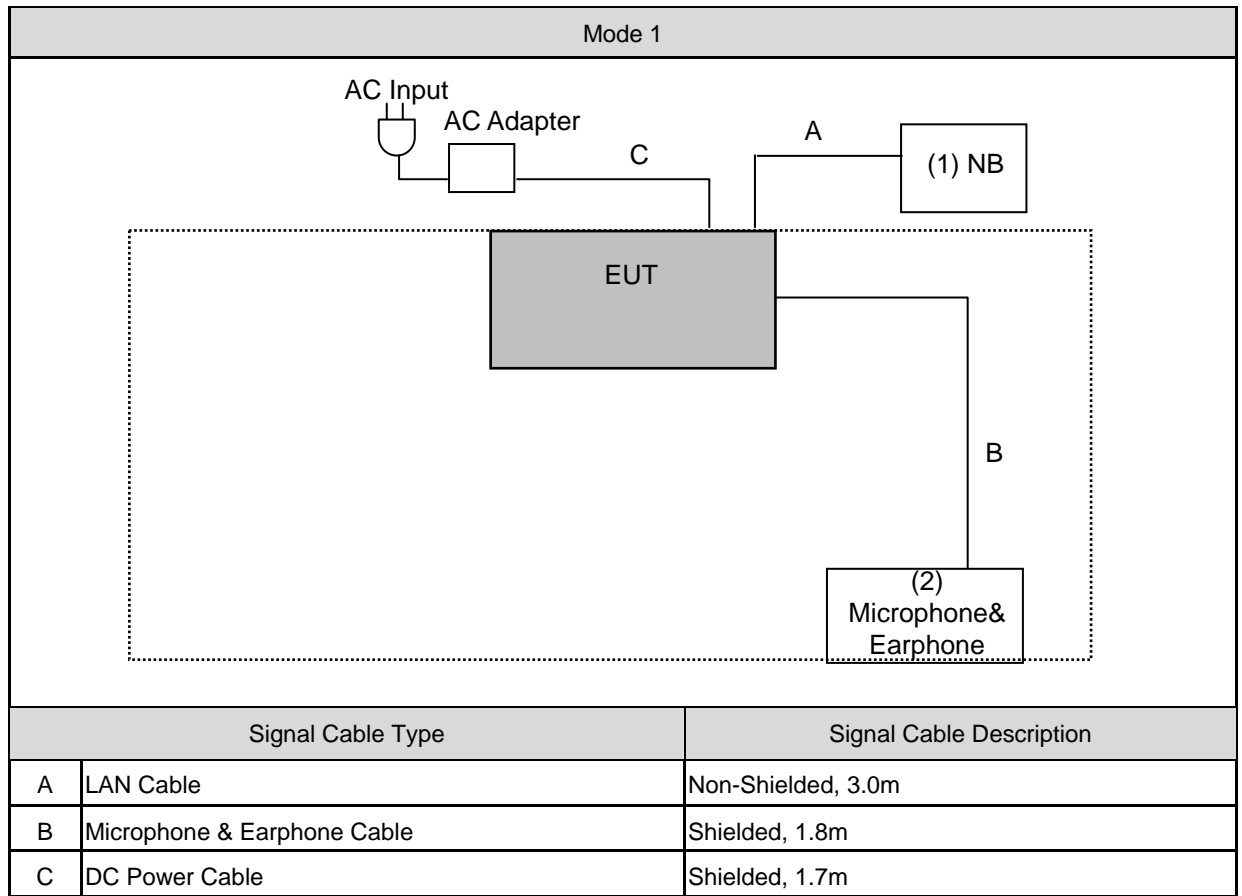 Mode 1
AC Input
AC Adapter
C
A
(1) NB
EUT
B
(2)
Microphone&
Earphone
Signal Cable Type Signal Cable Description
A LAN Cable Non-Shielded, 3.0m
B Microphone & Earphone Cable Shielded, 1.8m
C DC Power Cable Shielded, 1.7m